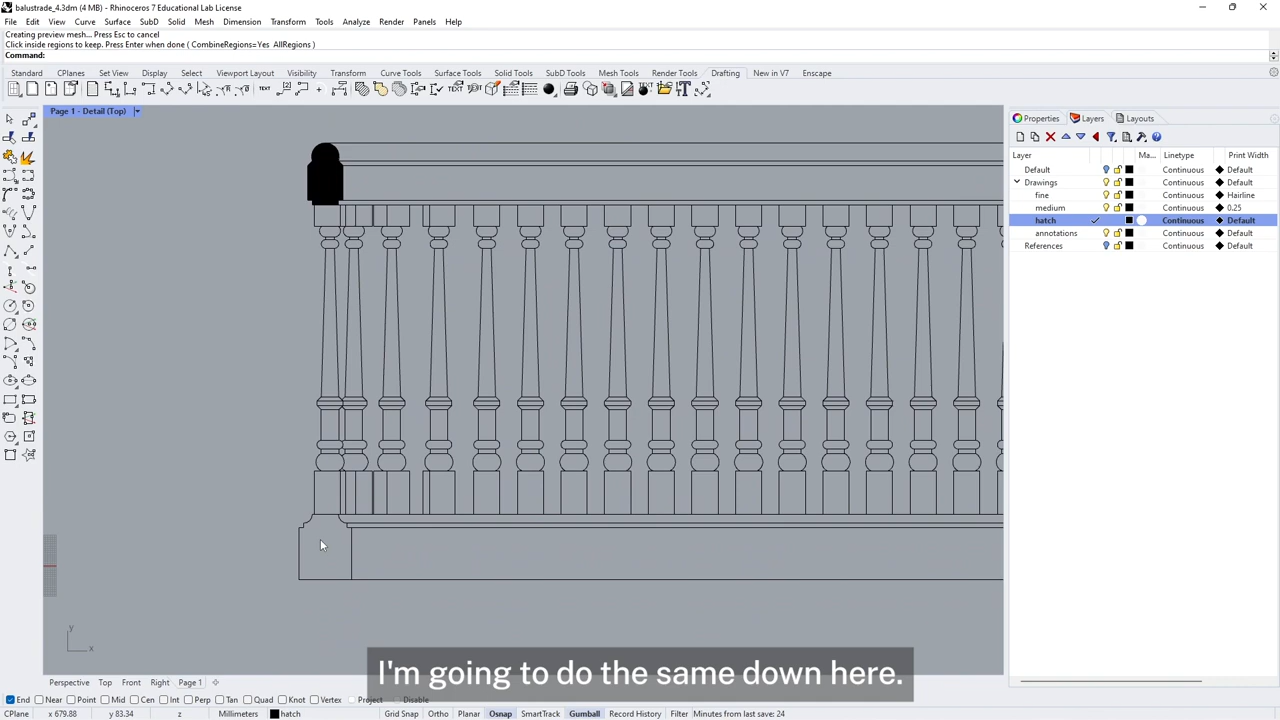 balustrade_4.3dm (4 MB) - Rhinoceros 7 Educational Lab License
File Edit View Curve Surface SubD Solid Mesh Dimension Transform Tools Analyze Render Panels Help
Creating preview mesh... Press Esc to cancel
Click inside regions to keep. Press Enter when done ( CombineRegions=Yes AllRegions )
Command:
Standard CPlanes Set View Display Select Viewport Layout Visibility Transform Curve Tools Surface Tools Solid Tools SubD Tools Mesh Tools Render Tools Drafting New in V7 Enscape
Page 1 - Detail (Top)
Properties Layers Layouts
Layer Ma... Linetype Print Width
Default Continuous Default
Drawings Continuous Default
fine Continuous Hairline
medium Continuous 0.25
hatch Continuous Default
annotations Continuous Default
References Continuous Default
y
x
I'm going to do the same down here.
Perspective Top Front Right Page 1
End Near Point Mid Cen Int Perp Tan Quad Knot Vertex Project Disable
CPlane x 679.88 y 83.34 z Millimeters hatch Grid Snap Ortho Planar Osnap SmartTrack Gumball Record History Filter Minutes from last save: 24